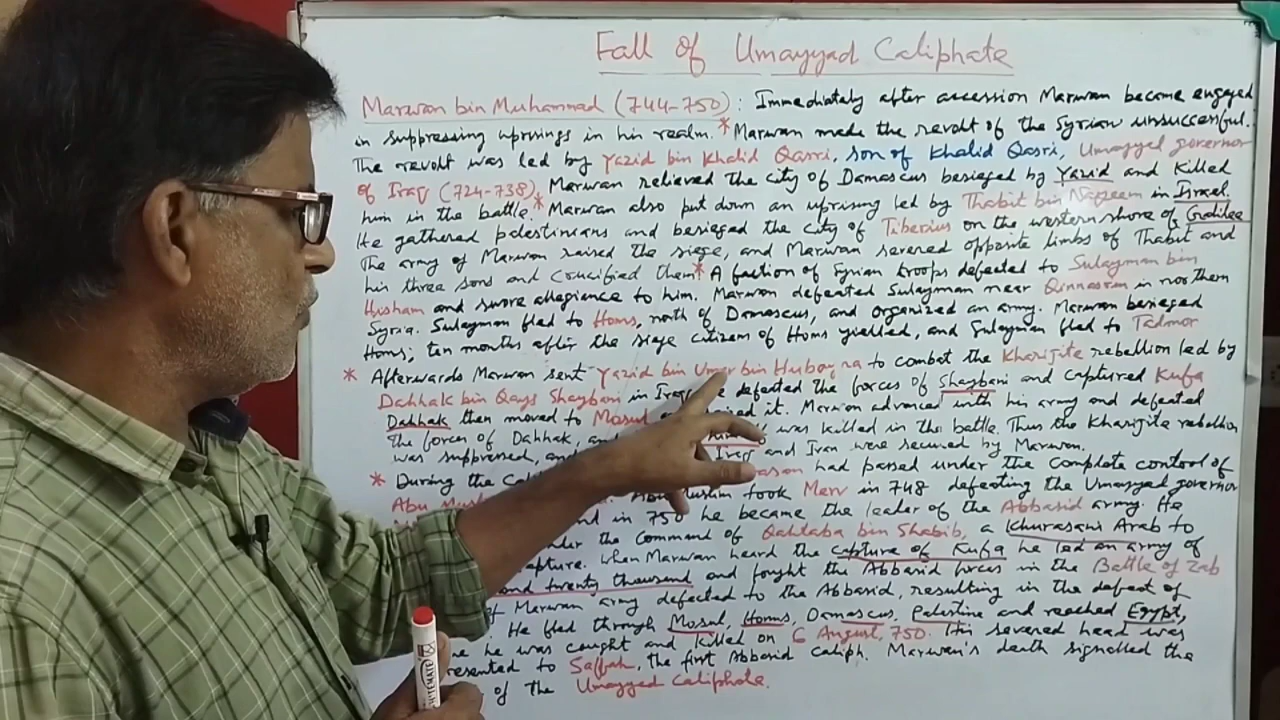 Fall of Umayyad Caliphate
Marwan bin Muhammad (744-750): Immediately after accession Marwan became engaged
in suppressing uprisings in his realm. * Marwan made the revolt of the Syrian unsuccessful.
The revolt was led by Yazid bin Khalid Qasri, son of Khalid Qasri, Umayyad governor
of Iraq (724-738). * Marwan relieved the city of Damascus besieged by Yazid and killed
him in the battle. * Marwan also put down an uprising led by Thabit bin Nayeem in Israel.
He gathered palestinians and besieged the city of Tiberius on the western shore of Galilee
The army of Marwan raised the siege, and Marwan severed opposite limbs of Thabit and
his three sons and crucified them * A faction of Syrian troops defected to Sulayman bin
Hisham and swore allegiance to him. Marwan defeated Sulayman near Qinnasrin in northern
Syria. Sulayman fled to Homs, north of Damascus, and organized an army. Marwan besieged
Homs; ten months after the siege citizen of Homs yielded, and Sulayman fled to Tadmor
* Afterwards Marwan sent Yazid bin Umar bin Hubayra to combat the Kharijite rebellion led by
Dahhak bin Qays Shaybani in Iraq. He defeated the forces of Shaybani and captured Kufa
Dahhak then moved to Mosul it. Marwan advanced with his army and defeated
the forces of Dahhak, and was killed in the battle. Thus the Kharijite rebellion
was suppressed, and Iraq and Iran were secured by Marwan.
* During the had passed under the complete control of
Abu Muslim took Merv in 748 defeating the Umayyad governor
and in 750 he became the leader of the Abbasid army. He
under the command of Qahtaba bin Shabib, a Khurasani Arab to
capture. When Marwan heard the capture of Kufa he led an army of
and twenty thousand and fought the Abbasid forces in the Battle of Zab
of Marwan army defected to the Abbasid, resulting in the defeat of
He fled through Mosul, Homs, Damascus, Palestine and reached Egypt,
he was caught and killed on 6 August, 750. His severed head was
presented to Saffah, the first Abbasid caliph. Marwan's death signalled the
of the Umayyad Caliphate.